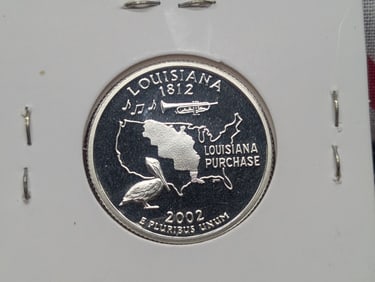 LOUISIANA
1812
LOUISIANA
PURCHASE
2002
E PLURIBUS UNUM